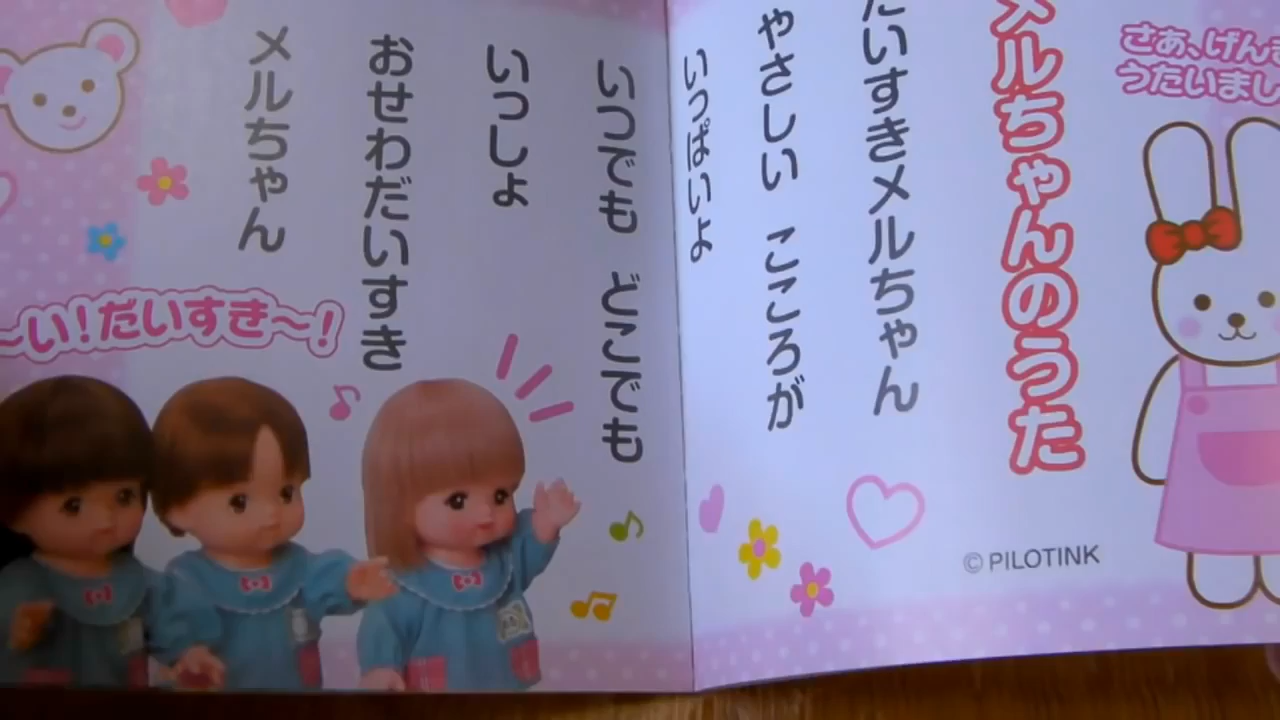 さあ、げんき
うたいまし
メルちゃんのうた
だいすきメルちゃん
やさしい こころが
いっぱいよ
いつでも どこでも
いっしょ
おせわだいすき
メルちゃん
〜い!だいすき〜!
© PILOTINK